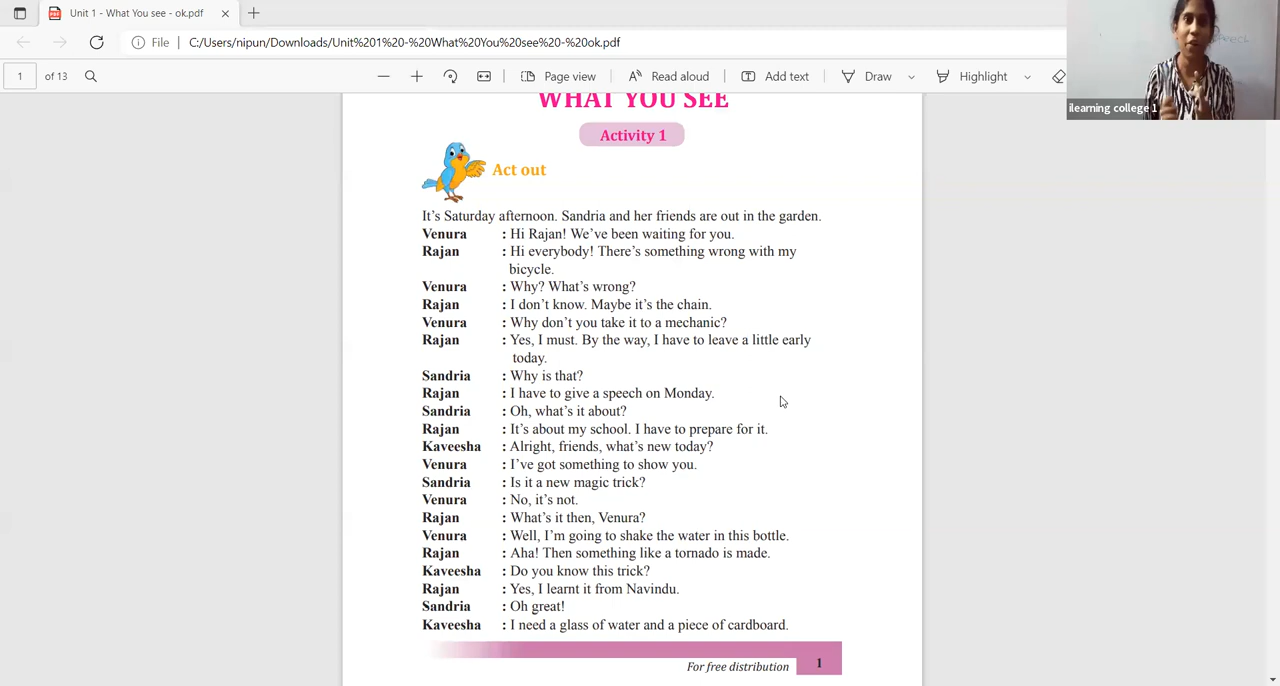 Unit 1 - What You see - ok.pdf
File
C:/Users/nipun/Downloads/Unit%201%20-%20What%20You%20see%20-%20ok.pdf
1 of 13
Page view
Read aloud
Add text
Draw
Highlight
ilearning college 1
WHAT YOU SEE
Activity 1
Act out
It's Saturday afternoon. Sandria and her friends are out in the garden.
Venura : Hi Rajan! We've been waiting for you.
Rajan : Hi everybody! There's something wrong with my
bicycle.
Venura : Why? What's wrong?
Rajan : I don't know. Maybe it's the chain.
Venura : Why don't you take it to a mechanic?
Rajan : Yes, I must. By the way, I have to leave a little early
today.
Sandria : Why is that?
Rajan : I have to give a speech on Monday.
Sandria : Oh, what's it about?
Rajan : It's about my school. I have to prepare for it.
Kaveesha : Alright, friends, what's new today?
Venura : I've got something to show you.
Sandria : Is it a new magic trick?
Venura : No, it's not.
Rajan : What's it then, Venura?
Venura : Well, I'm going to shake the water in this bottle.
Rajan : Aha! Then something like a tornado is made.
Kaveesha : Do you know this trick?
Rajan : Yes, I learnt it from Navindu.
Sandria : Oh great!
Kaveesha : I need a glass of water and a piece of cardboard.
For free distribution
1